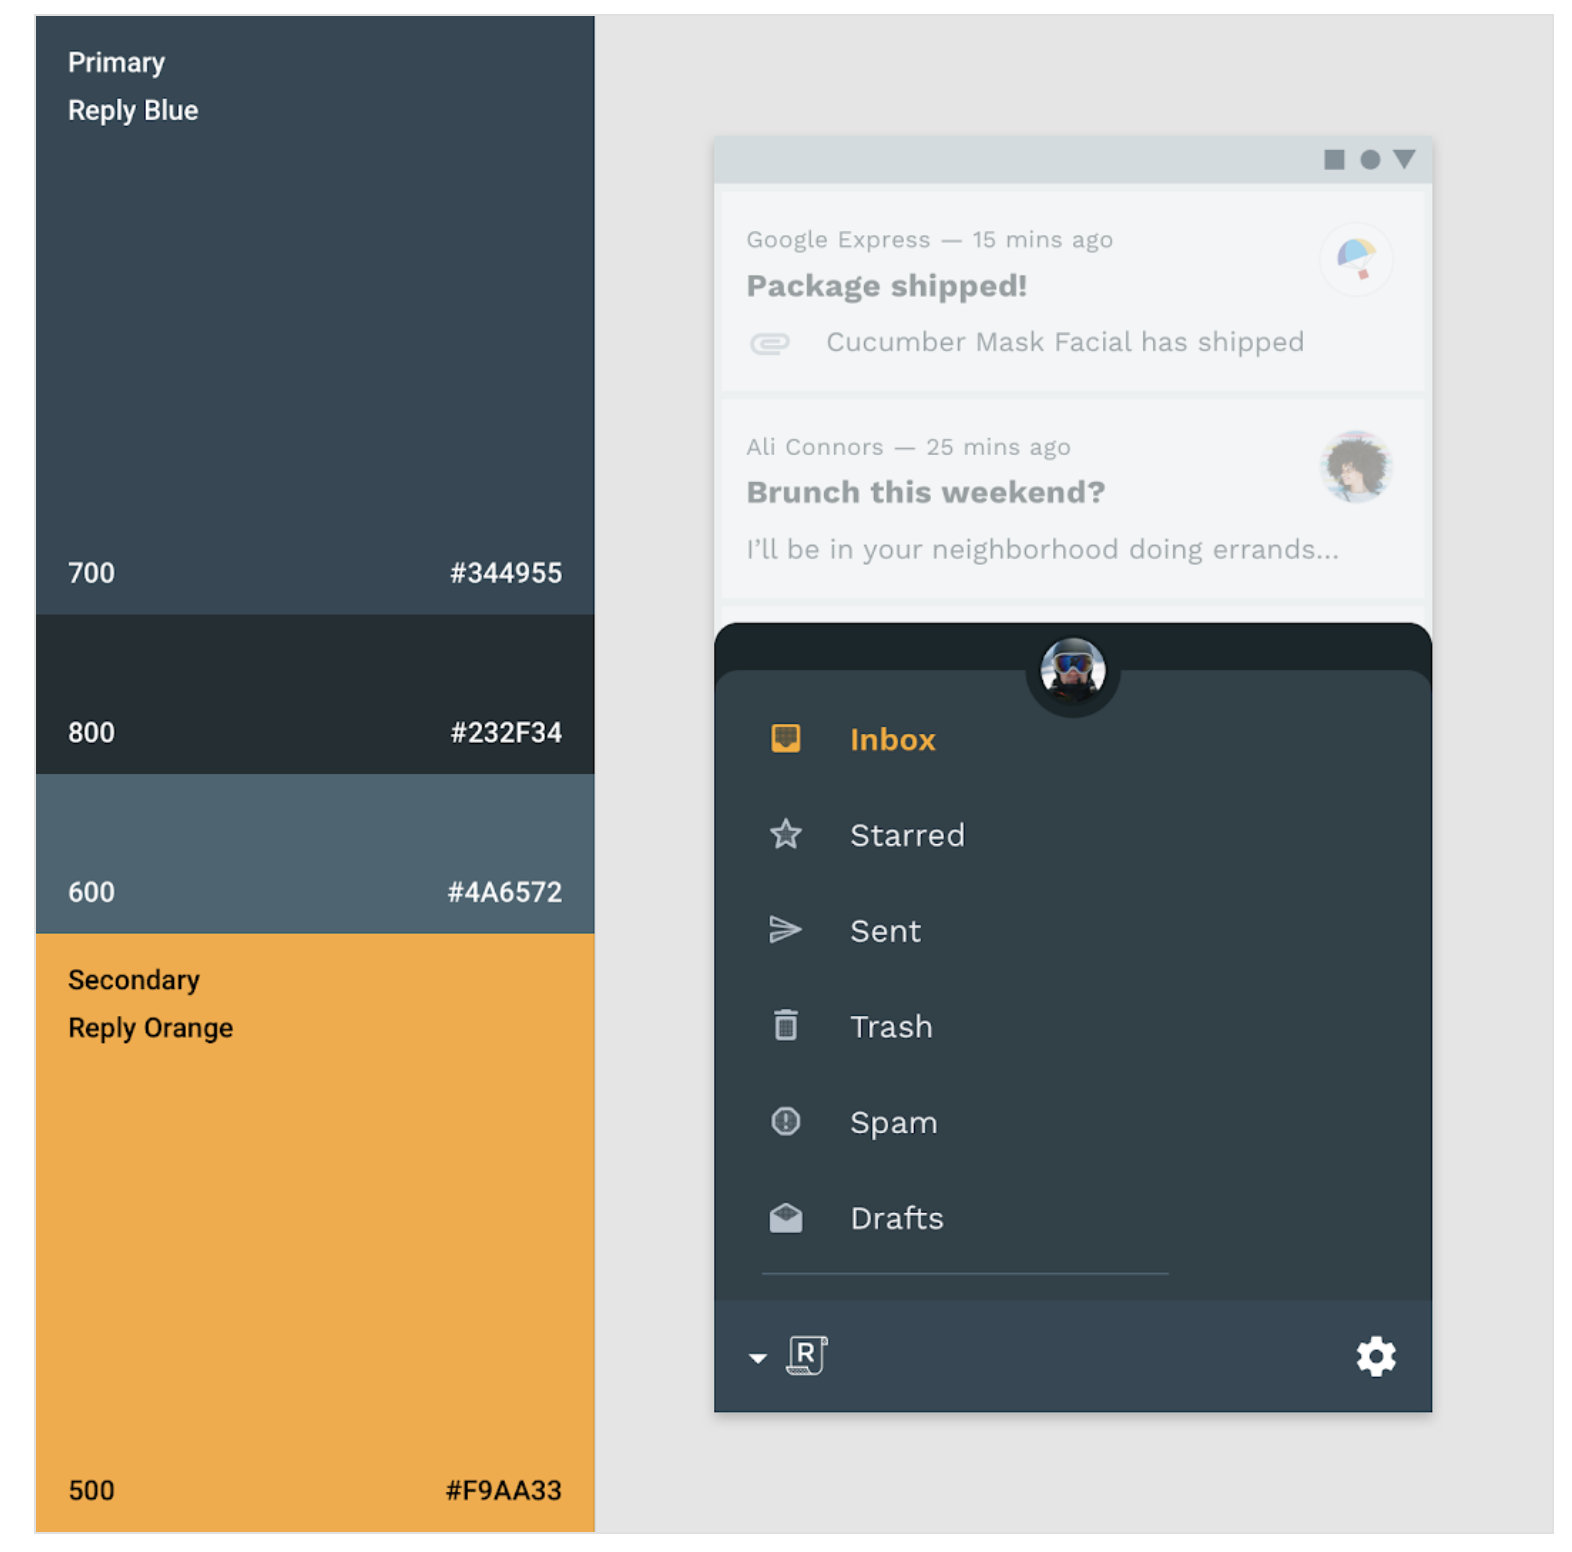 Primary
Reply Blue
700 #344955
800 #232F34
600 #4A6572
Secondary
Reply Orange
500 #F9AA33
Google Express — 15 mins ago
Package shipped!
Cucumber Mask Facial has shipped
Ali Connors — 25 mins ago
Brunch this weekend?
I’ll be in your neighborhood doing errands...
Inbox
Starred
Sent
Trash
Spam
Drafts
R